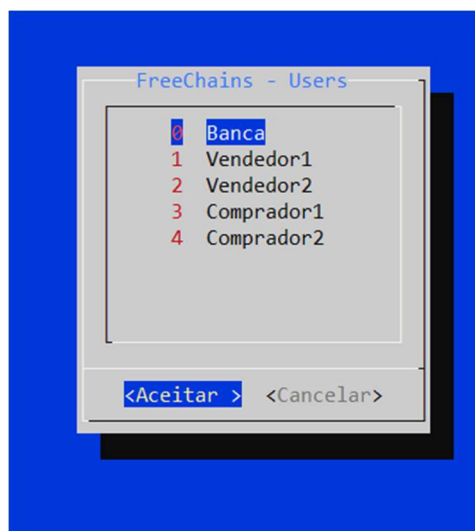 FreeChains - Users
0 Banca
1 Vendedor1
2 Vendedor2
3 Comprador1
4 Comprador2
<Aceitar > <Cancelar>